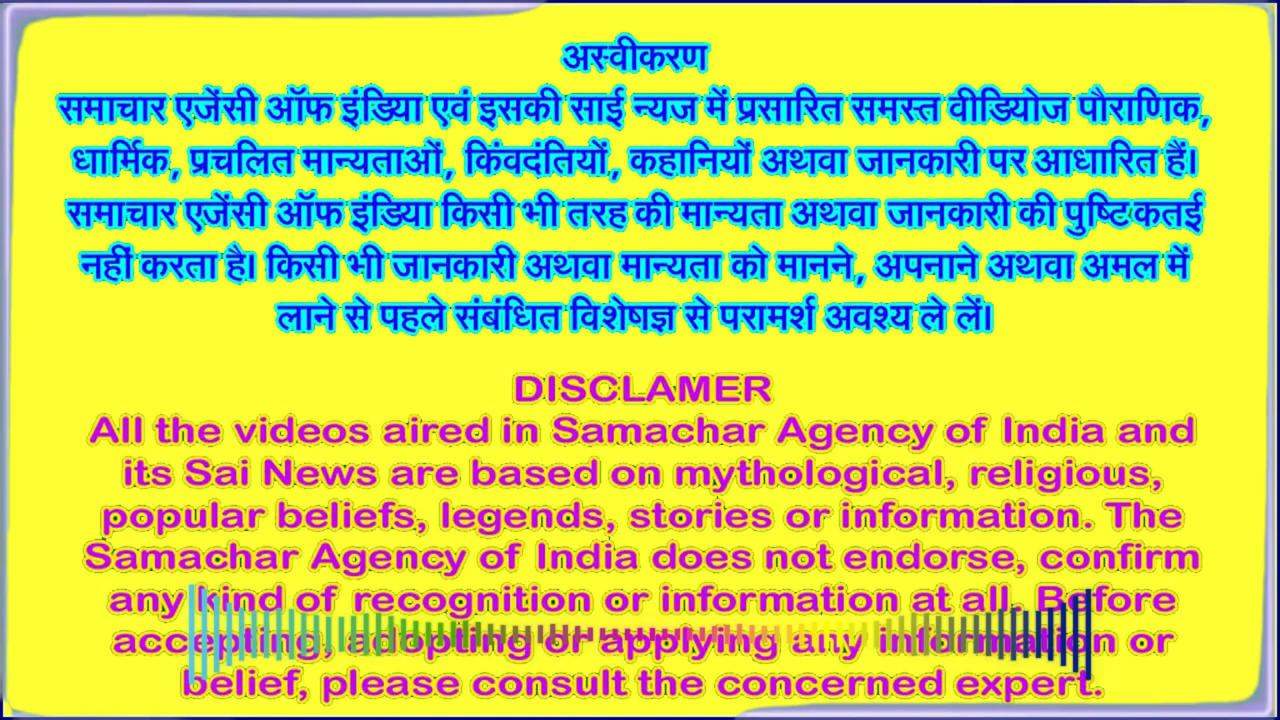 अस्वीकरण
समाचार एजेंसी ऑफ इंडिया एवं इसकी साई न्यज में प्रसारित समस्त वीडियोज पौराणिक,
धार्मिक, प्रचलित मान्यताओं, किंवदंतियों, कहानियों अथवा जानकारी पर आधारित हैं।
समाचार एजेंसी ऑफ इंडिया किसी भी तरह की मान्यता अथवा जानकारी की पुष्टि कतई
नहीं करता है। किसी भी जानकारी अथवा मान्यता को मानने, अपनाने अथवा अमल में
लाने से पहले संबंधित विशेषज्ञ से परामर्श अवश्य ले लें।
DISCLAMER
All the videos aired in Samachar Agency of India and
its Sai News are based on mythological, religious,
popular beliefs, legends, stories or information. The
Samachar Agency of India does not endorse, confirm
any kind of recognition or information at all. Before
accepting, adopting or applying any information or
belief, please consult the concerned expert.